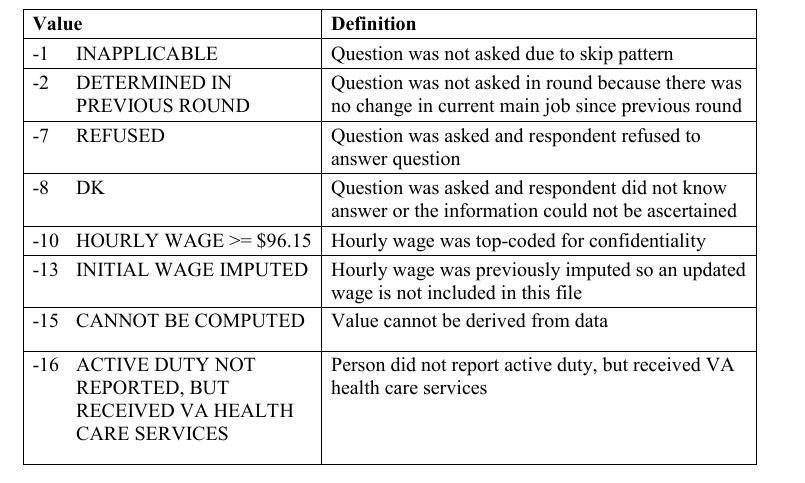 Value Definition
-1 INAPPLICABLE Question was not asked due to skip pattern
-2 DETERMINED IN Question was not asked in round because there was
PREVIOUS ROUND no change in current main job since previous round
-7 REFUSED Question was asked and respondent refused to
answer question
-8 DK Question was asked and respondent did not know
answer or the information could not be ascertained
-10 HOURLY WAGE >= $96.15 Hourly wage was top-coded for confidentiality
-13 INITIAL WAGE IMPUTED Hourly wage was previously imputed so an updated
wage is not included in this file
-15 CANNOT BE COMPUTED Value cannot be derived from data
-16 ACTIVE DUTY NOT Person did not report active duty, but received VA
REPORTED, BUT health care services
RECEIVED VA HEALTH
CARE SERVICES